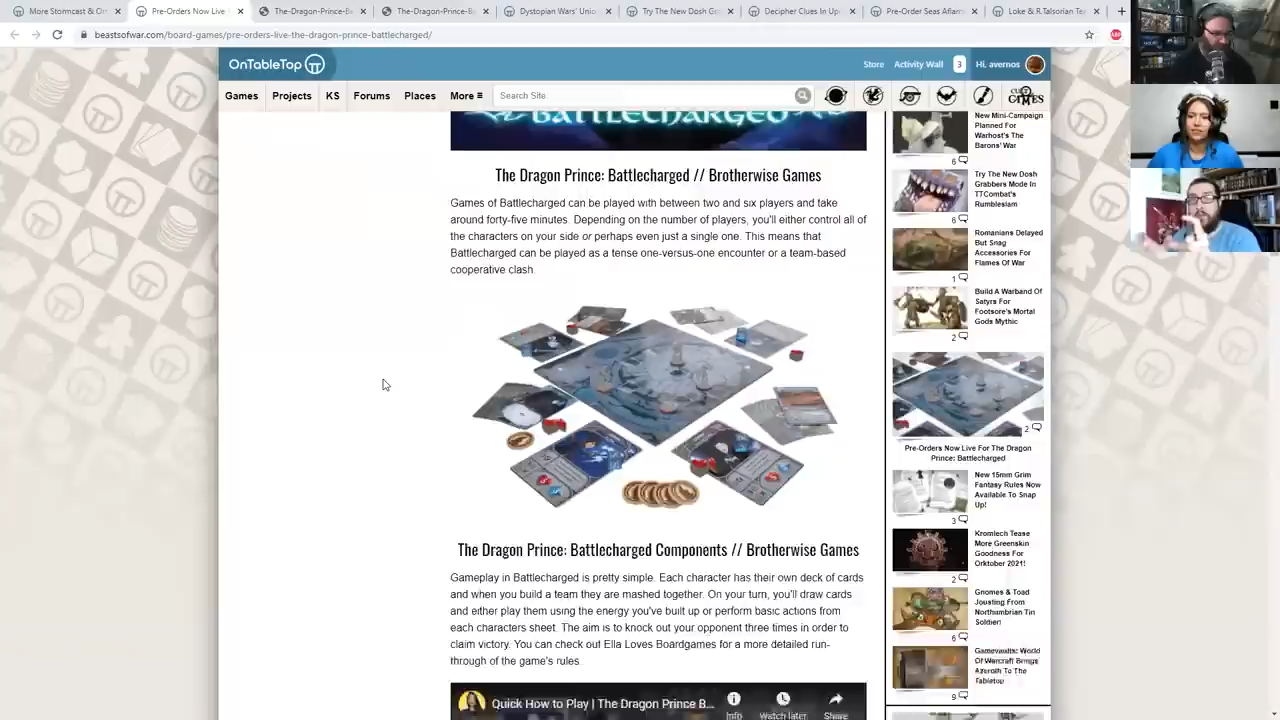 More Stormcast & Or
Pre-Orders Now Live
The-Dragon-Prince-B
The-Dragon-Prince-B
Dystopian Wars' Unio
Try The New Dosh Gr
Decipher Clues In Up
Pre-Order Seas Aflam
Loke & R.Talsorian Te
beastsofwar.com/board-games/pre-orders-live-the-dragon-prince-battlecharged/
ABP
OnTableTop
Store
Activity Wall
3
Hi, avernos
Games
Projects
KS
Forums
Places
More ≡
Search Site
GAMES
BATTLECHARGED
The Dragon Prince: Battlecharged // Brotherwise Games
Games of Battlecharged can be played with between two and six players and take
around forty-five minutes. Depending on the number of players, you'll either control all of
the characters on your side or perhaps even just a single one. This means that
Battlecharged can be played as a tense one-versus-one encounter or a team-based
cooperative clash.
The Dragon Prince: Battlecharged Components // Brotherwise Games
Gameplay in Battlecharged is pretty simple. Each character has their own deck of cards
and when you build a team they are mashed together. On your turn, you'll draw cards
and either play them using the energy you've built up or perform basic actions from
each characters sheet. The aim is to knock out your opponent three times in order to
claim victory. You can check out Ella Loves Boardgames for a more detailed run-
through of the game's rules.
Quick How to Play | The Dragon Prince B...
Info
Watch later
Share
New Mini-Campaign
Planned For
Warhost's The
Barons' War
6
Try The New Dosh
Grabbers Mode In
TTCombat's
Rumbleslam
6
Romanians Delayed
But Snag
Accessories For
Flames Of War
1
Build A Warband Of
Satyrs For
Footsore's Mortal
Gods Mythic
2
2
Pre-Orders Now Live For The Dragon
Prince: Battlecharged
New 15mm Grim
Fantasy Rules Now
Available To Snap
Up!
3
Kromlech Tease
More Greenskin
Goodness For
Orktober 2021!
2
Gnomes & Toad
Jousting From
Northumbrian Tin
Soldier!
6
Gamevaults: World
Of Warcraft Brings
Azeroth To The
Tabletop
9